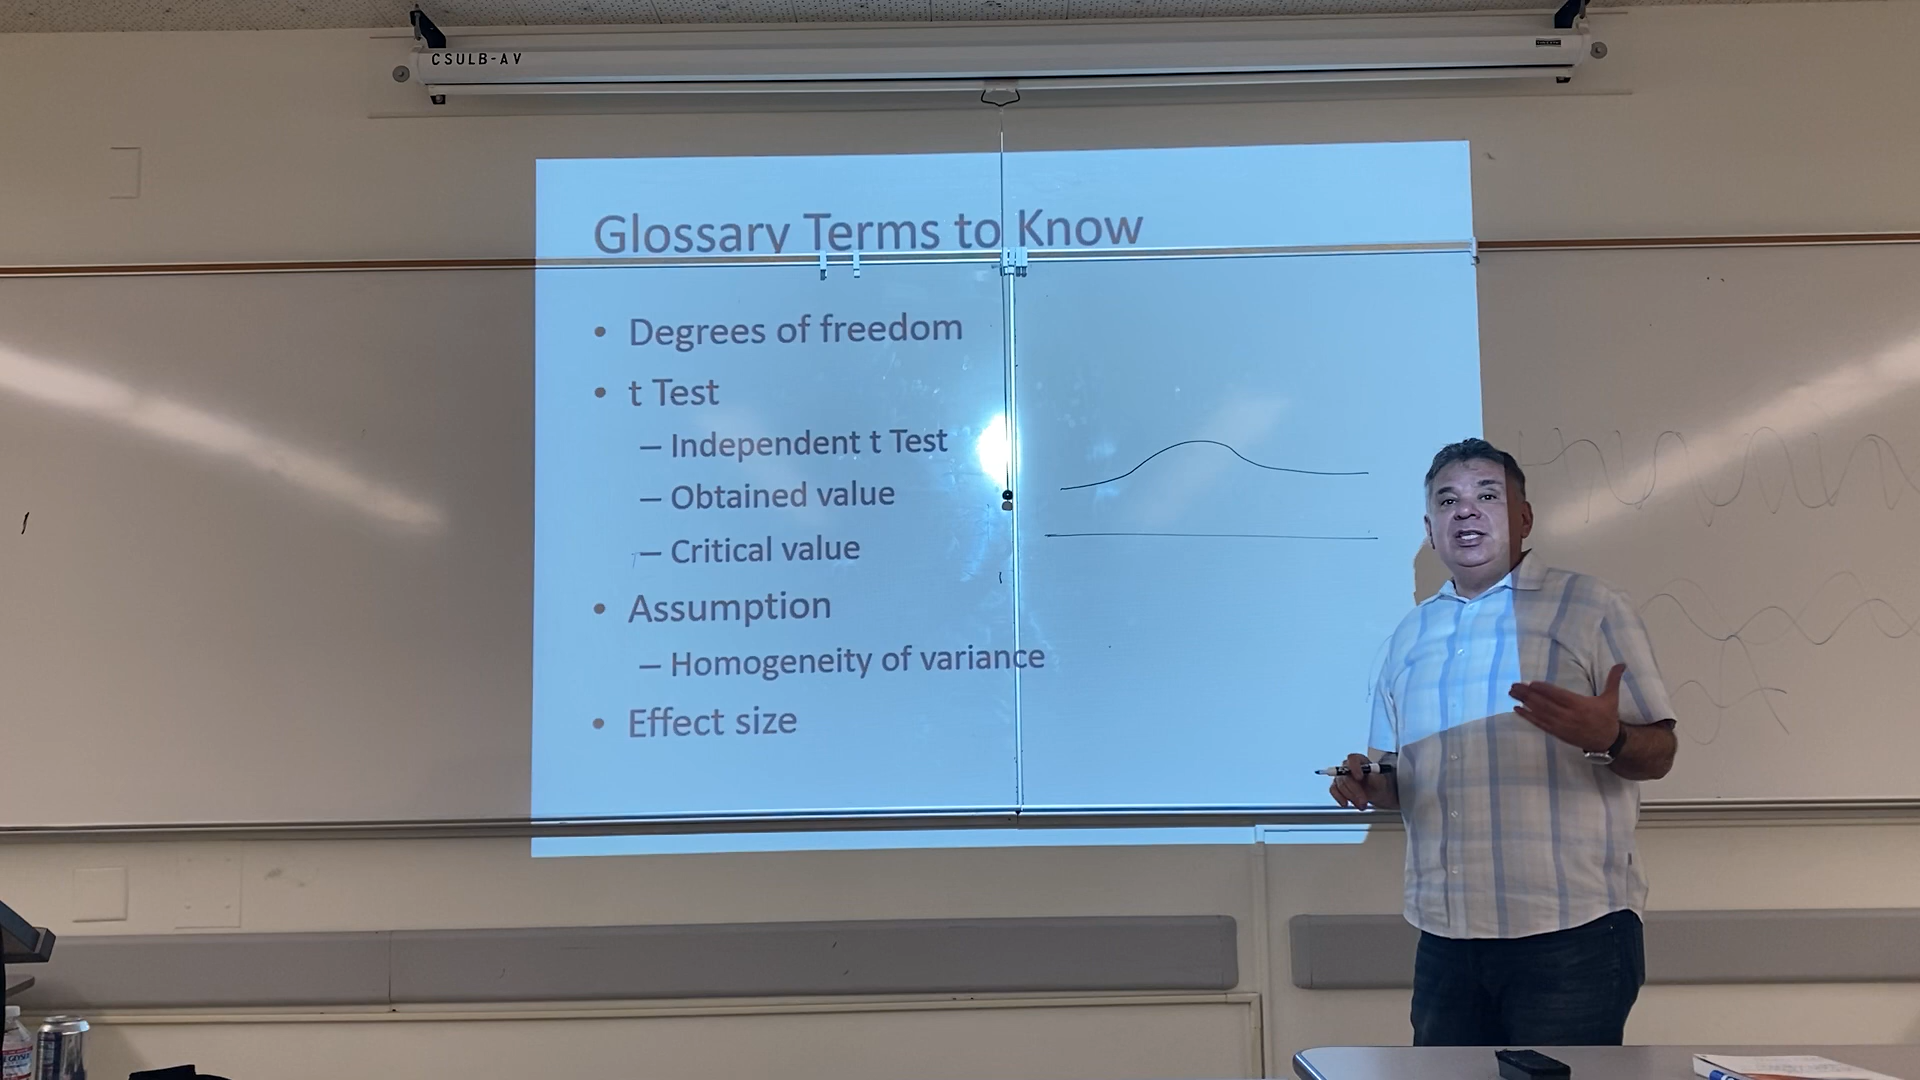 CSULB-AV
Glossary Terms to Know
• Degrees of freedom
• t Test
– Independent t Test
– Obtained value
– Critical value
• Assumption
– Homogeneity of variance
• Effect size